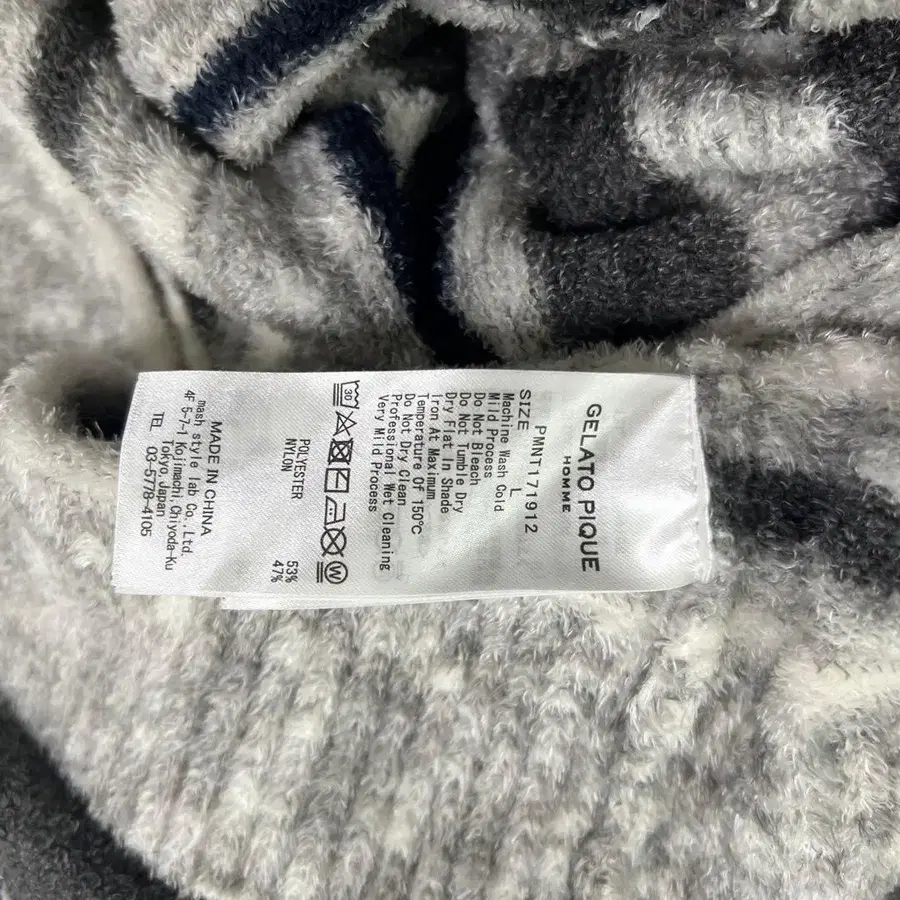 GELATO PIQUE
HOMME
PMNT171912
SIZE L
Machine Wash Cold
Mild Process
Do Not Bleach
Do Not Tumble Dry
Dry Flat In Shade
Iron At Maximum
Temperature Of 150℃
Do Not Dry Clean
Professional Wet Cleaning
Very Mild Process
30
W
POLYESTER 53%
NYLON 47%
MADE IN CHINA
mash style lab Co.,Ltd.
4F 5-7-1 Kojimachi,Chiyoda-Ku
Tokyo,Japan
TEL 03-5778-4105